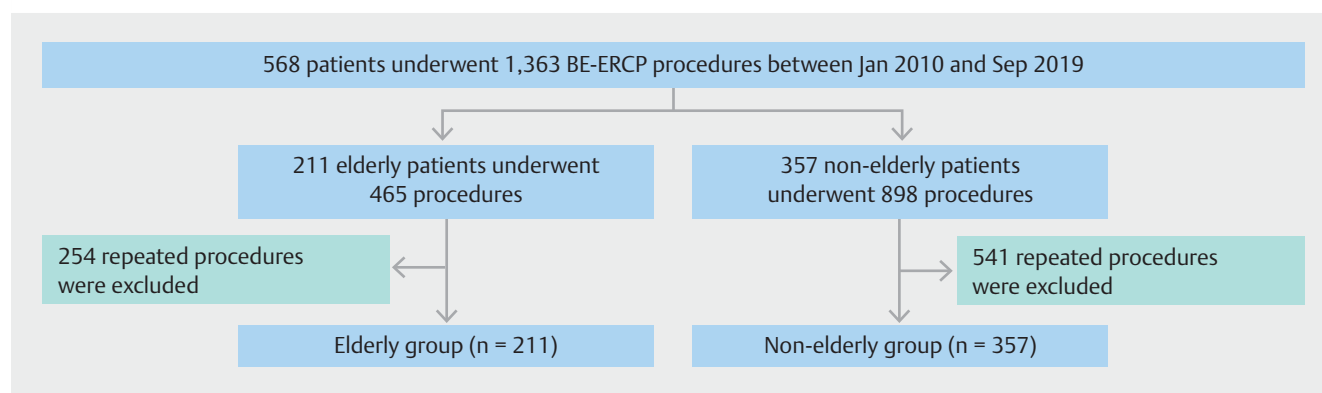 568 patients underwent 1,363 BE-ERCP procedures between Jan 2010 and Sep 2019
211 elderly patients underwent
465 procedures
357 non-elderly patients
underwent 898 procedures
254 repeated procedures
were excluded
541 repeated procedures
were excluded
Elderly group (n = 211)
Non-elderly group (n = 357)